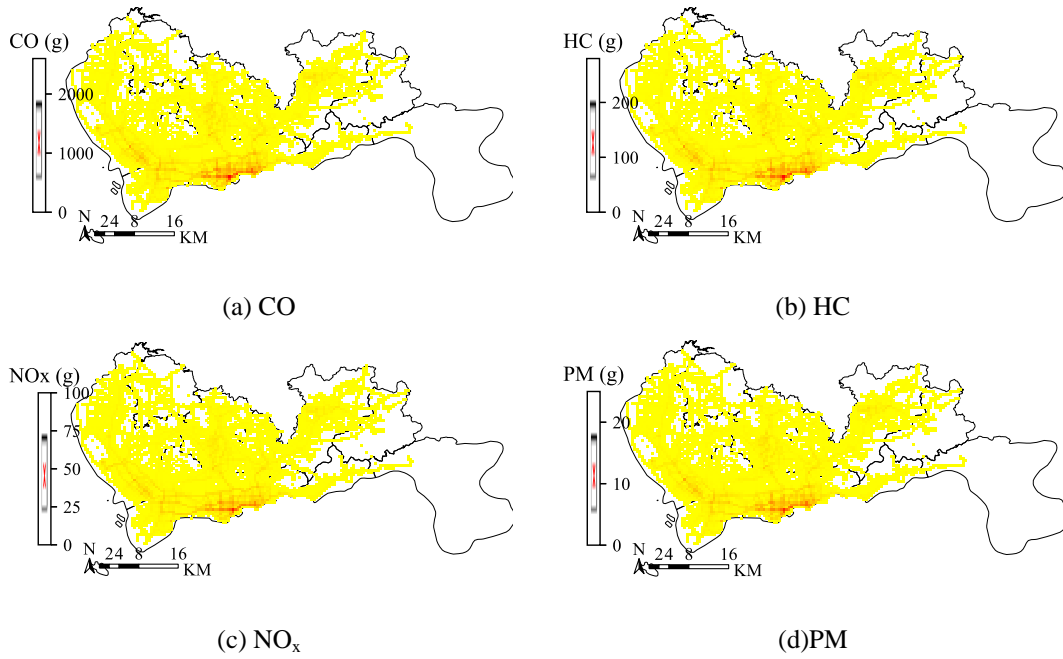 CO (g)
2000
1000
0
N
24 8 16
KM
(a) CO
HC (g)
200
100
0
N
24 8 16
KM
(b) HC
NOx (g)
100
75
50
25
0
N
24 8 16
KM
(c) NOₓ
PM (g)
20
10
0
N
24 8 16
KM
(d)PM